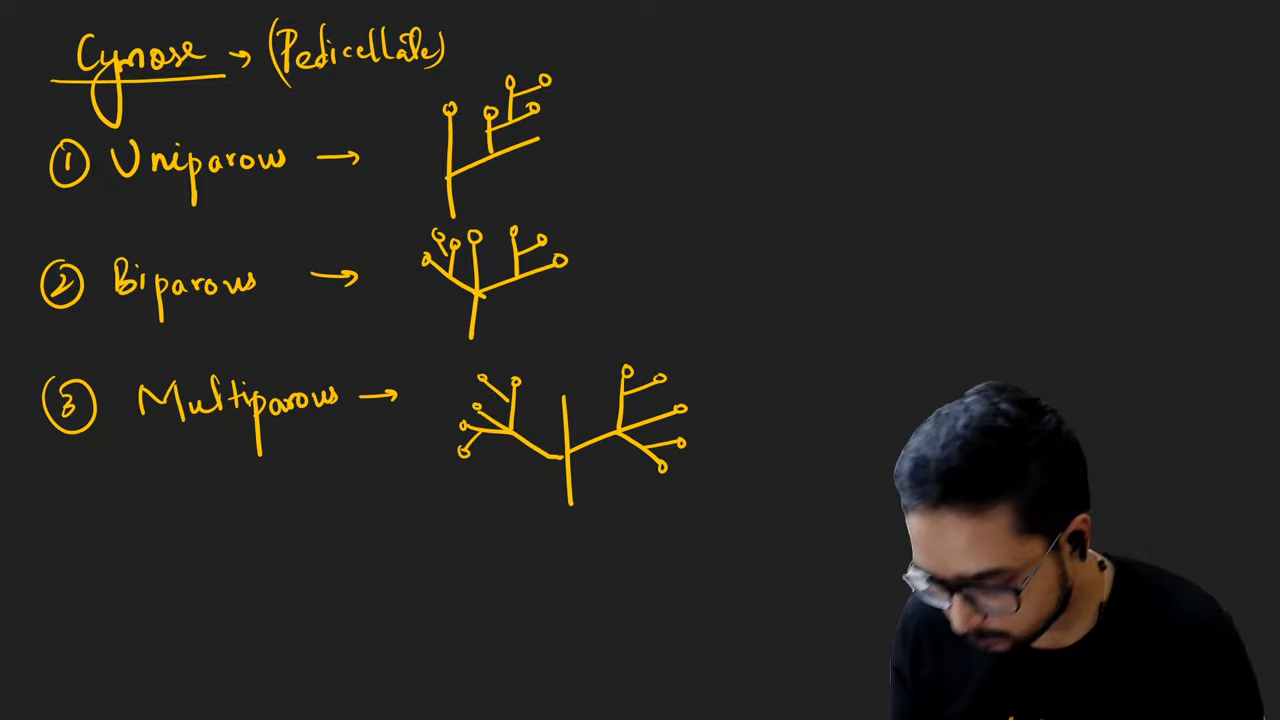 Cymose → (Pedicellate)
① Uniparous →
② Biparous →
③ Multiparous →